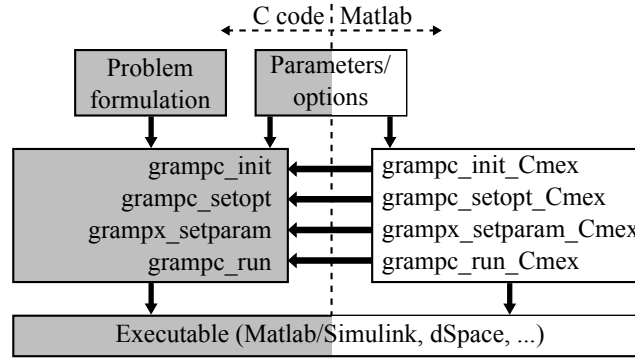 C code Matlab
Problem
formulation
Parameters/
options
grampc_init
grampc_setopt
grampx_setparam
grampc_run
grampc_init_Cmex
grampc_setopt_Cmex
grampx_setparam_Cmex
grampc_run_Cmex
Executable (Matlab/Simulink, dSpace, ...)